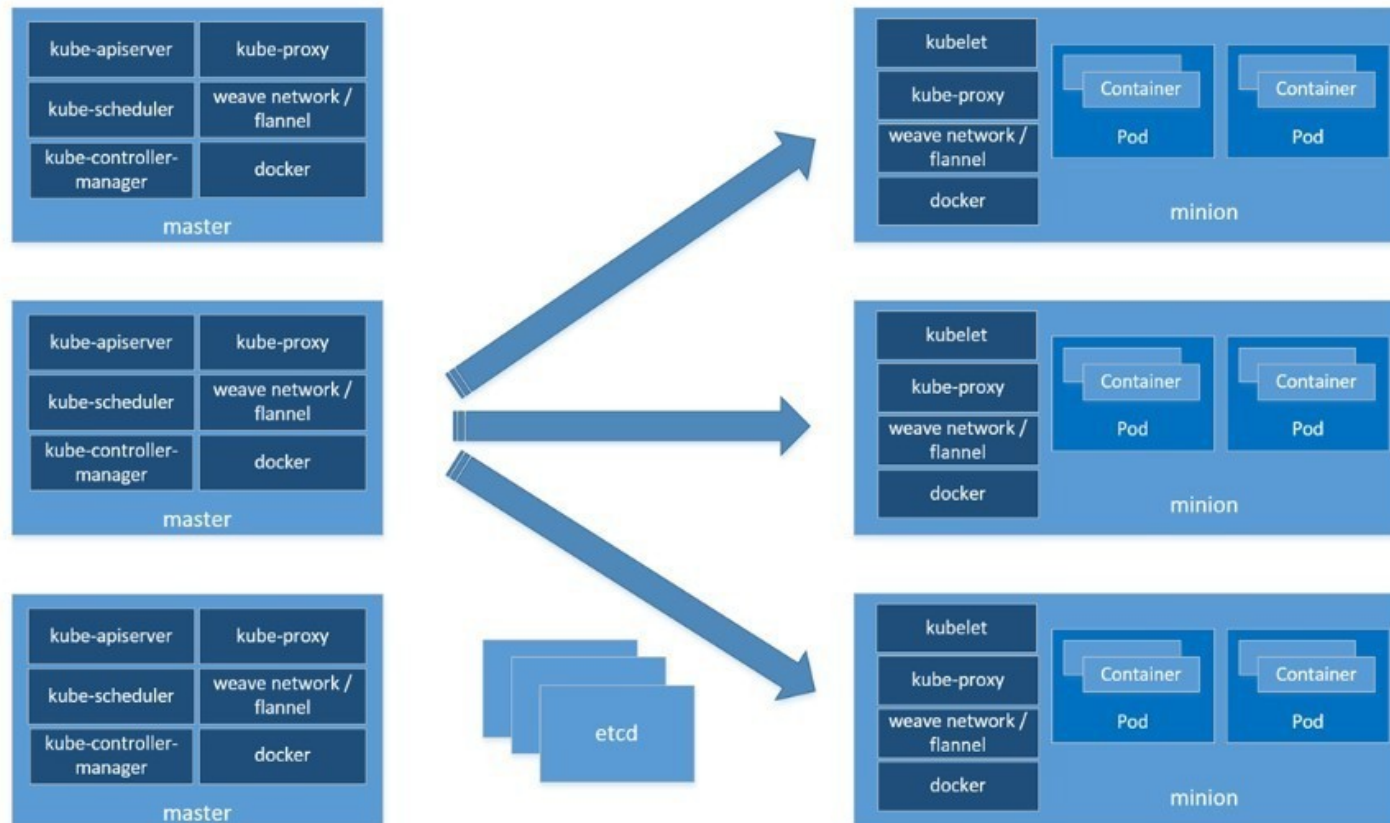 kube-apiserver
kube-proxy
kube-scheduler
weave network /
flannel
kube-controller-
manager
docker
master
kube-apiserver
kube-proxy
kube-scheduler
weave network /
flannel
kube-controller-
manager
docker
master
kube-apiserver
kube-proxy
kube-scheduler
weave network /
flannel
kube-controller-
manager
docker
master
etcd
kubelet
kube-proxy
weave network /
flannel
docker
Container
Pod
Container
Pod
minion
kubelet
kube-proxy
weave network /
flannel
docker
Container
Pod
Container
Pod
minion
kubelet
kube-proxy
weave network /
flannel
docker
Container
Pod
Container
Pod
minion